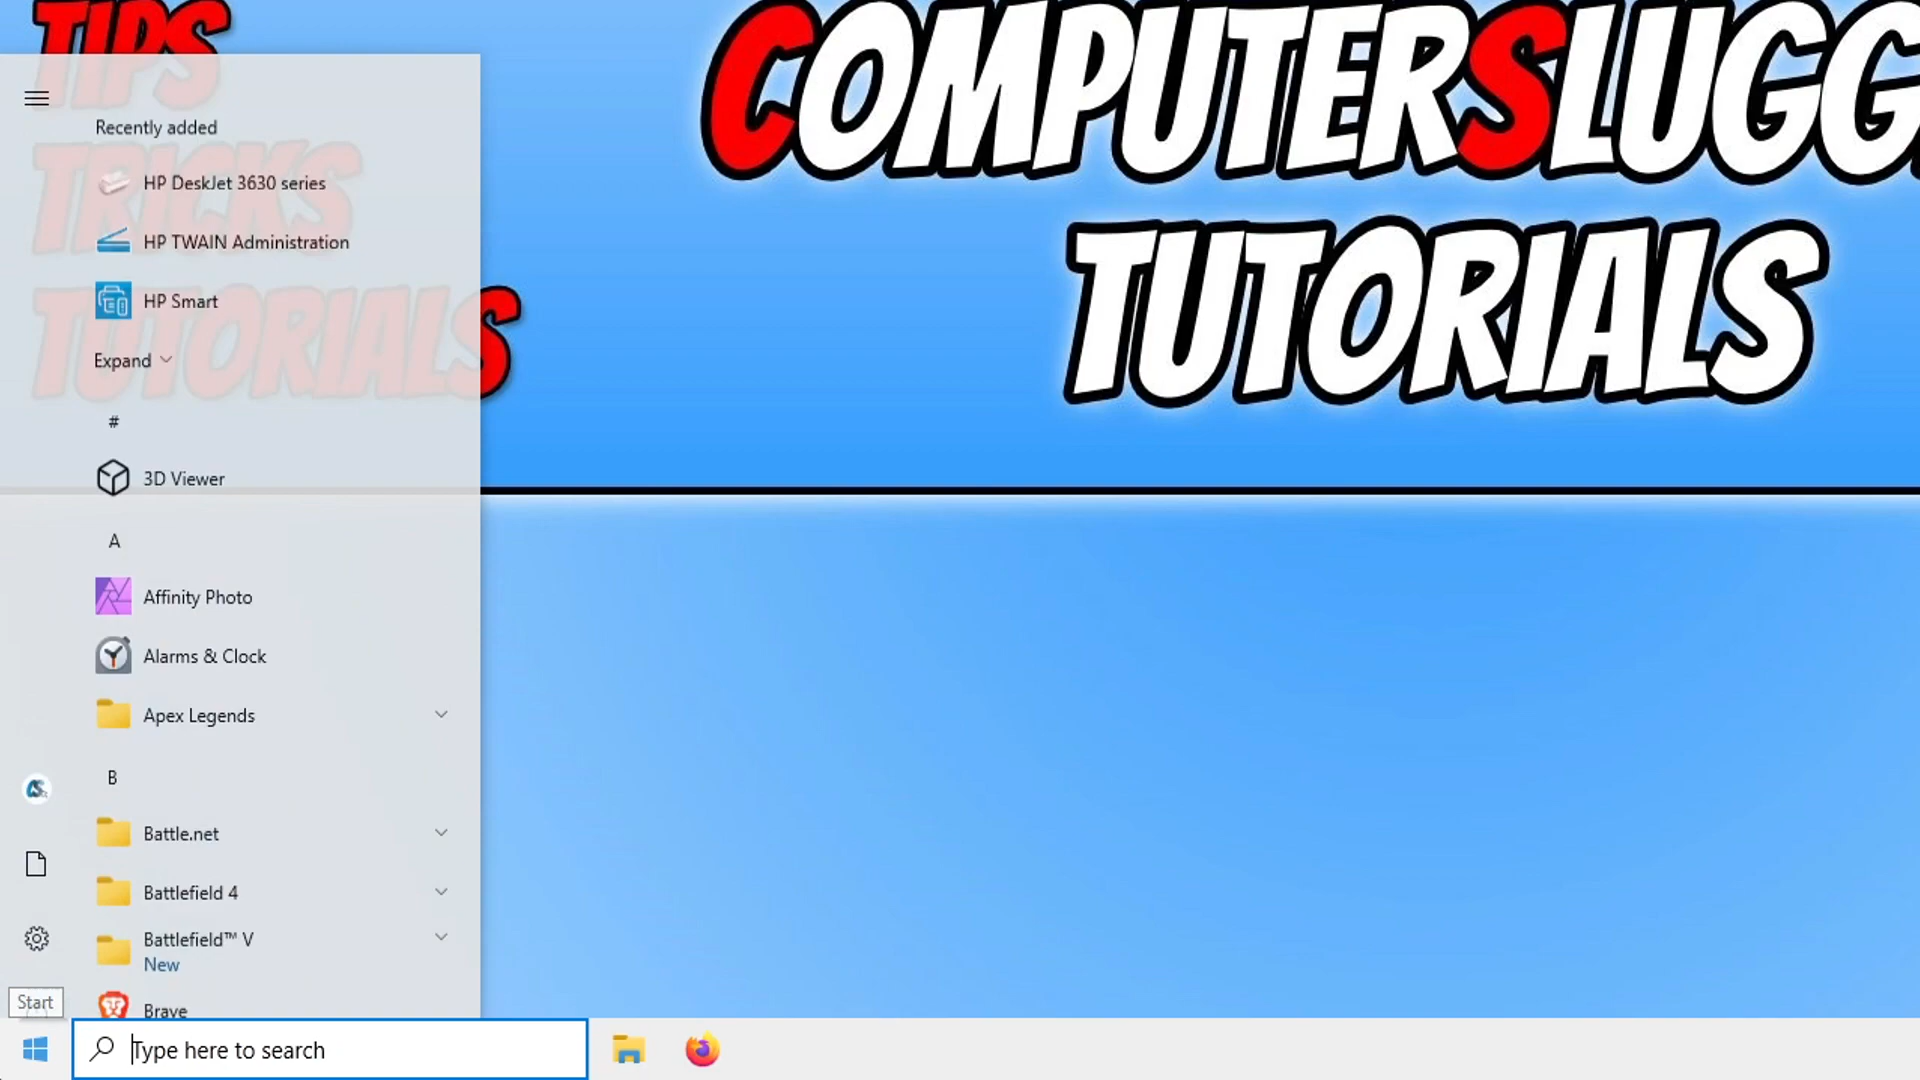 TIPS
TRICKS
TUTORIALS
COMPUTERSLUGG
TUTORIALS
Recently added
HP DeskJet 3630 series
HP TWAIN Administration
HP Smart
Expand
#
3D Viewer
A
Affinity Photo
Alarms & Clock
Apex Legends
B
Battle.net
Battlefield 4
Battlefield™ V
New
Brave
Start
Type here to search